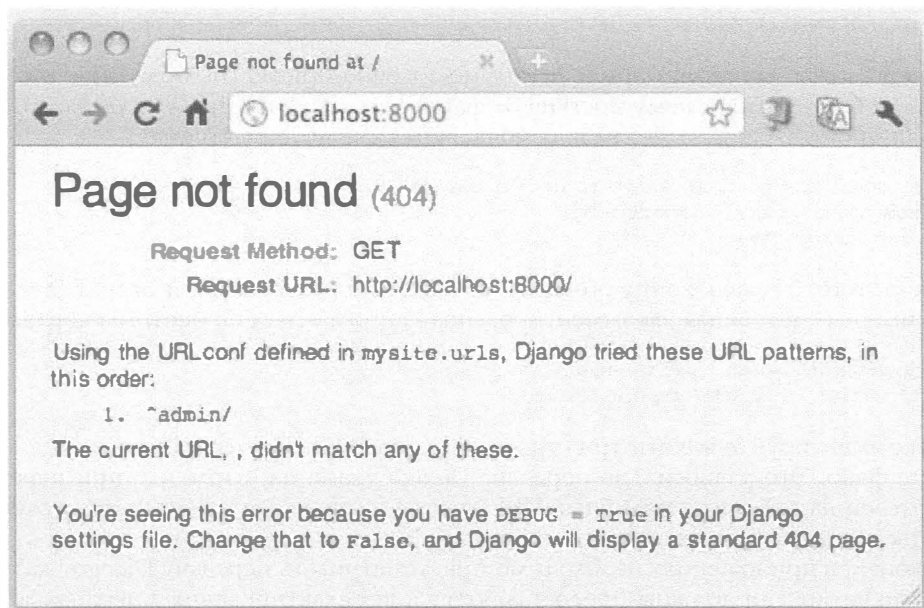 Page not found at /
localhost:8000
Page not found (404)
Request Method: GET
Request URL: http://localhost:8000/
Using the URLconf defined in mysite.urls, Django tried these URL patterns, in
this order:
1. ^admin/
The current URL, , didn't match any of these.
You're seeing this error because you have DEBUG = True in your Django
settings file. Change that to False, and Django will display a standard 404 page.